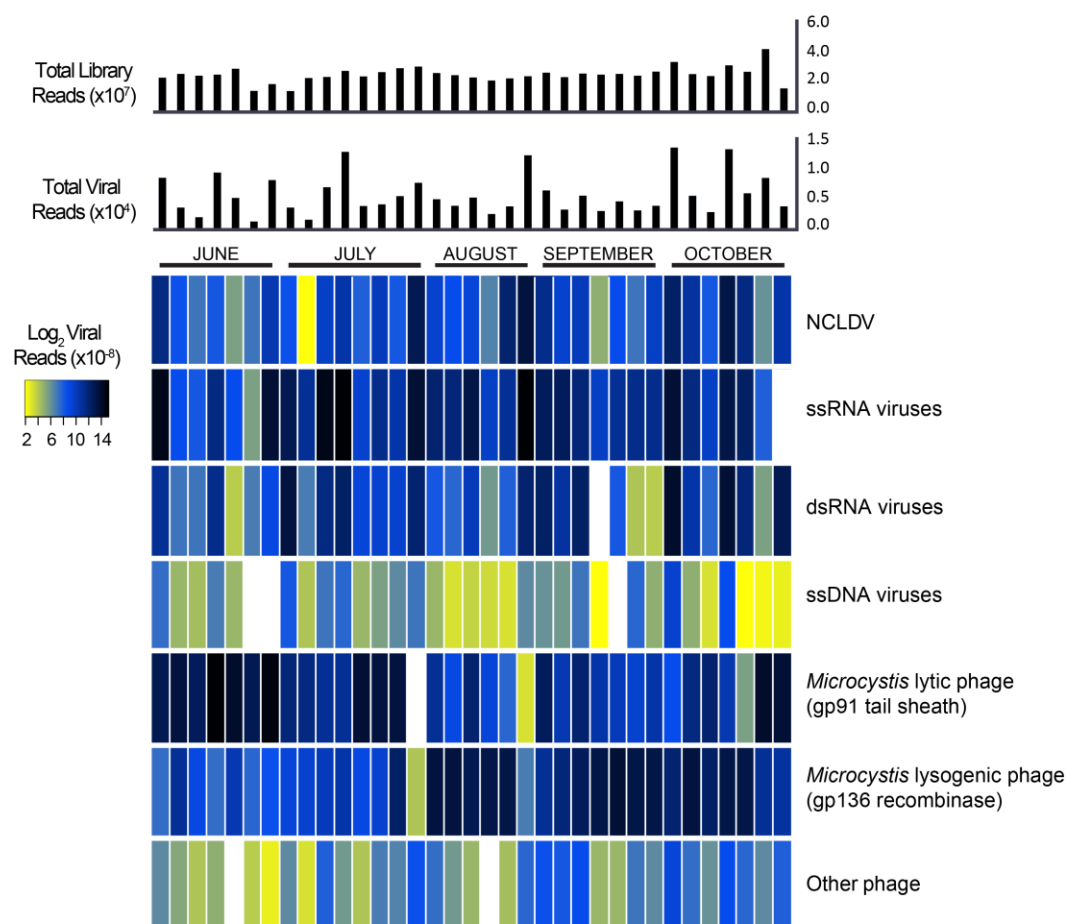 6.0
Total Library
Reads (x10⁷)
4.0
2.0
0.0
1.5
Total Viral
Reads (x10⁴)
1.0
0.5
0.0
JUNE JULY AUGUST SEPTEMBER OCTOBER
NCLDV
Log₂ Viral
Reads (x10⁻⁸)
2 6 10 14
ssRNA viruses
dsRNA viruses
ssDNA viruses
Microcystis lytic phage
(gp91 tail sheath)
Microcystis lysogenic phage
(gp136 recombinase)
Other phage